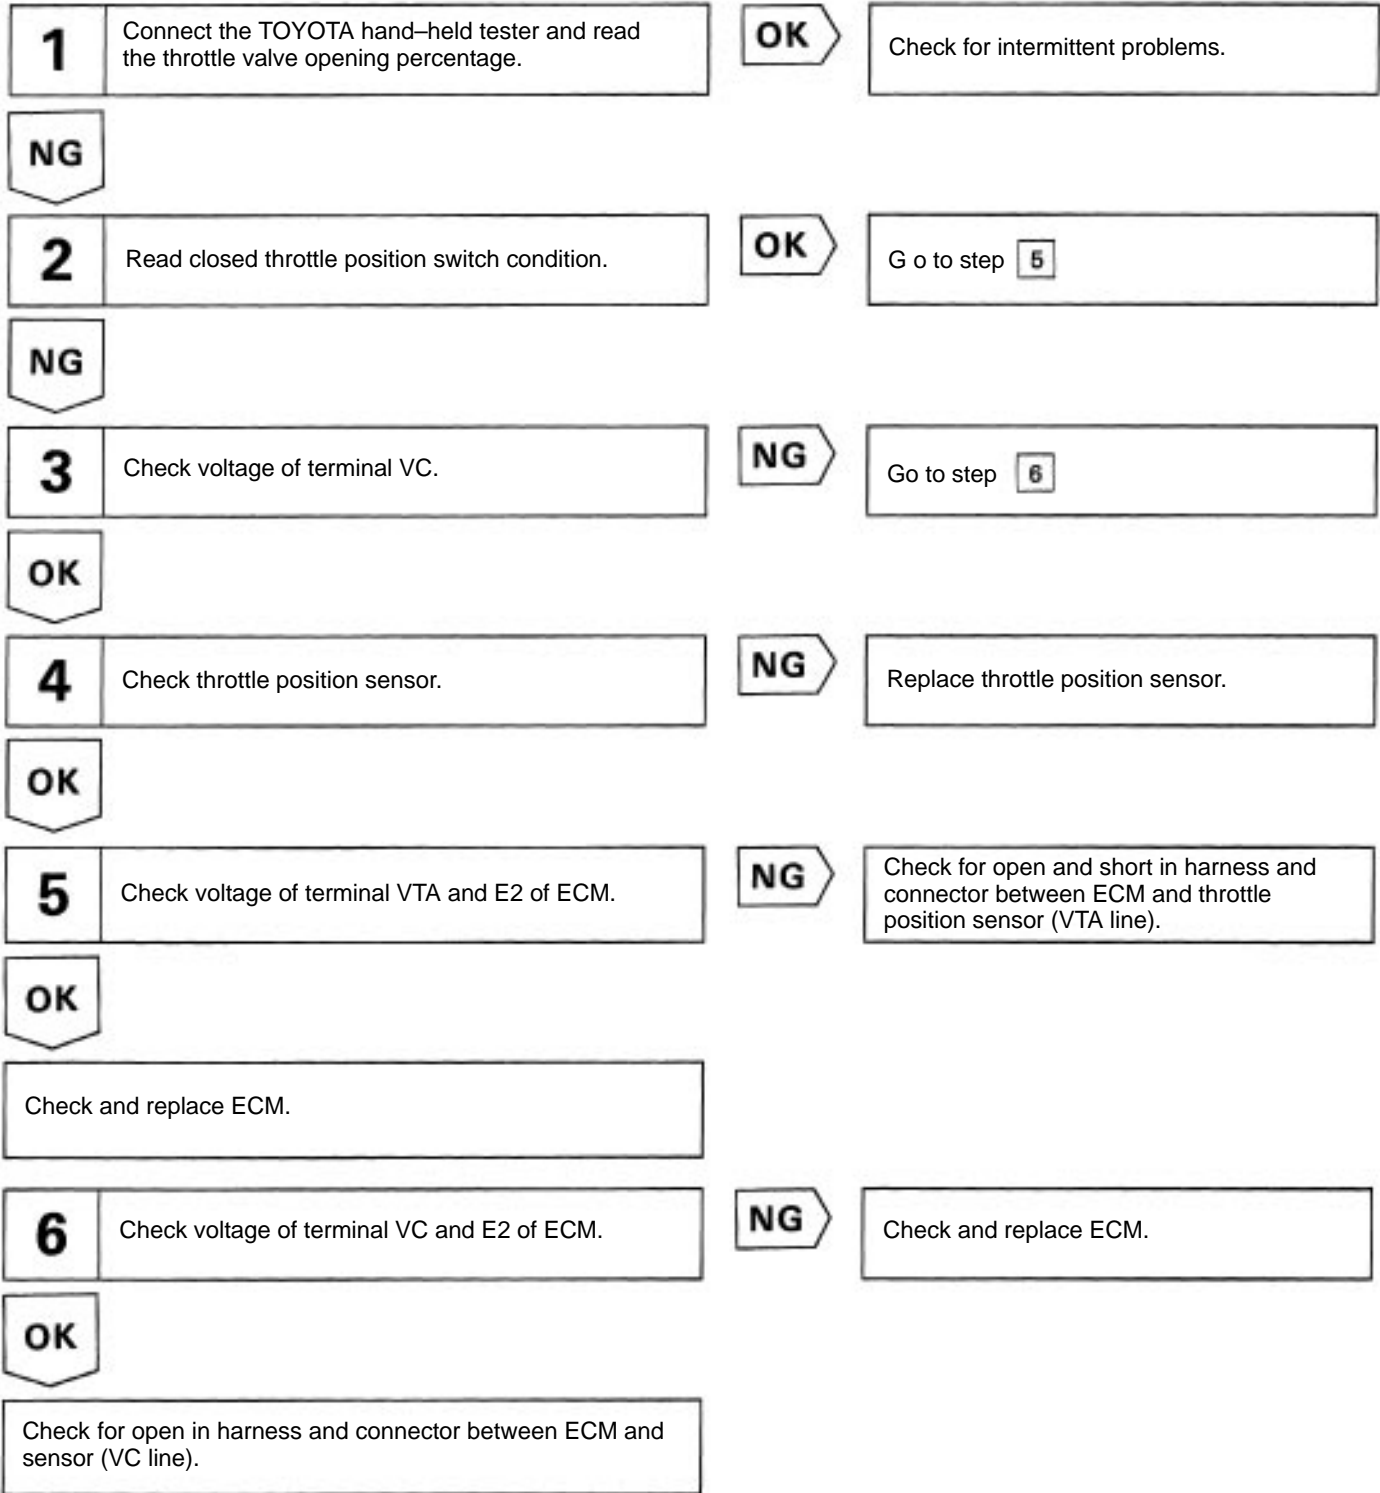 1
Connect the TOYOTA hand–held tester and read
the throttle valve opening percentage.
OK
Check for intermittent problems.
NG
2
Read closed throttle position switch condition.
OK
G o to step 5
NG
3
Check voltage of terminal VC.
NG
Go to step 6
OK
4
Check throttle position sensor.
NG
Replace throttle position sensor.
OK
5
Check voltage of terminal VTA and E2 of ECM.
NG
Check for open and short in harness and
connector between ECM and throttle
position sensor (VTA line).
OK
Check and replace ECM.
6
Check voltage of terminal VC and E2 of ECM.
NG
Check and replace ECM.
OK
Check for open in harness and connector between ECM and
sensor (VC line).